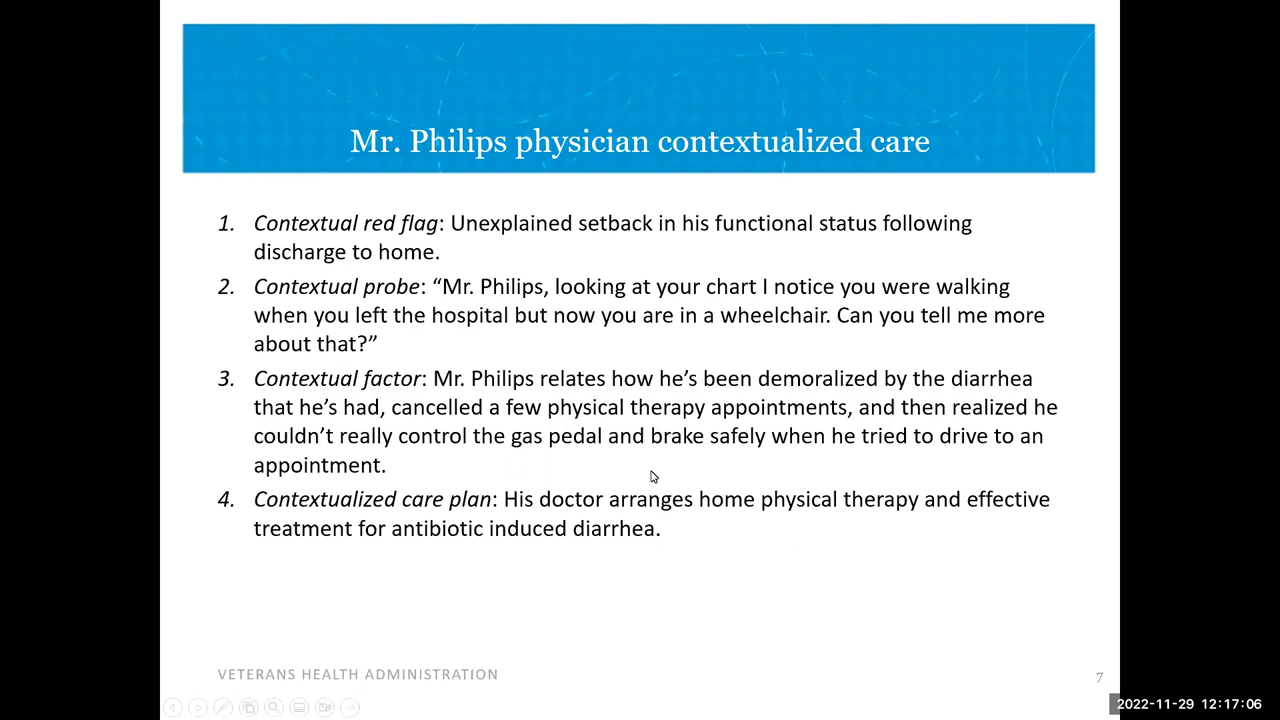 Mr. Philips physician contextualized care
1. Contextual red flag: Unexplained setback in his functional status following
discharge to home.
2. Contextual probe: “Mr. Philips, looking at your chart I notice you were walking
when you left the hospital but now you are in a wheelchair. Can you tell me more
about that?”
3. Contextual factor: Mr. Philips relates how he’s been demoralized by the diarrhea
that he’s had, cancelled a few physical therapy appointments, and then realized he
couldn’t really control the gas pedal and brake safely when he tried to drive to an
appointment.
4. Contextualized care plan: His doctor arranges home physical therapy and effective
treatment for antibiotic induced diarrhea.
VETERANS HEALTH ADMINISTRATION
7
2022-11-29 12:17:06